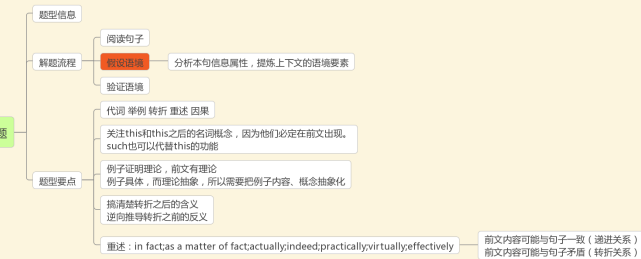 题型信息
阅读句子
解题流程
假设语境
分析本句信息属性，提炼上下文的语境要素
验证语境
代词 举例 转折 重述 因果
题
关注this和this之后的名词概念，因为他们必定在前文出现。
such也可以代替this的功能
例子证明理论，前文有理论
例子具体，而理论抽象，所以需要把例子内容、概念抽象化
题型要点
搞清楚转折之后的含义
逆向推导转折之前的反义
重述：in fact;as a matter of fact;actually;indeed;practically;virtually;effectively
前文内容可能与句子一致（递进关系）
前文内容可能与句子矛盾（转折关系）